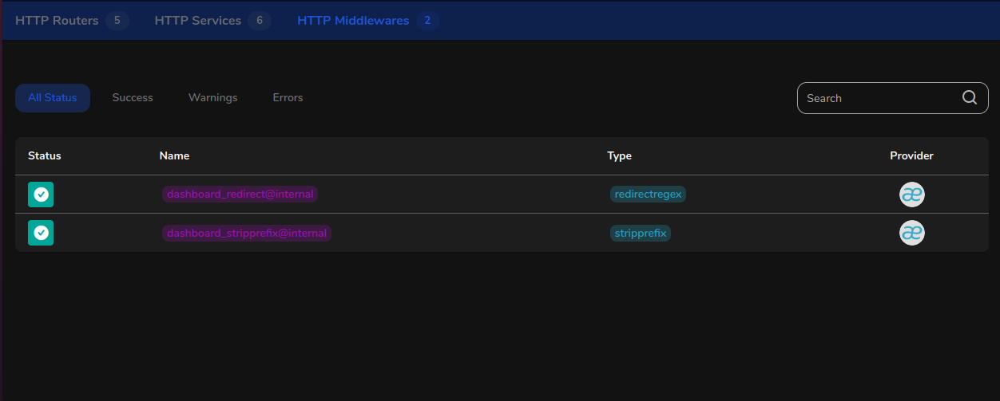 HTTP Routers 5 HTTP Services 6 HTTP Middlewares 2
All Status Success Warnings Errors Search
Status Name Type Provider
dashboard_redirect@internal redirectregex æ
dashboard_stripprefix@internal stripprefix æ